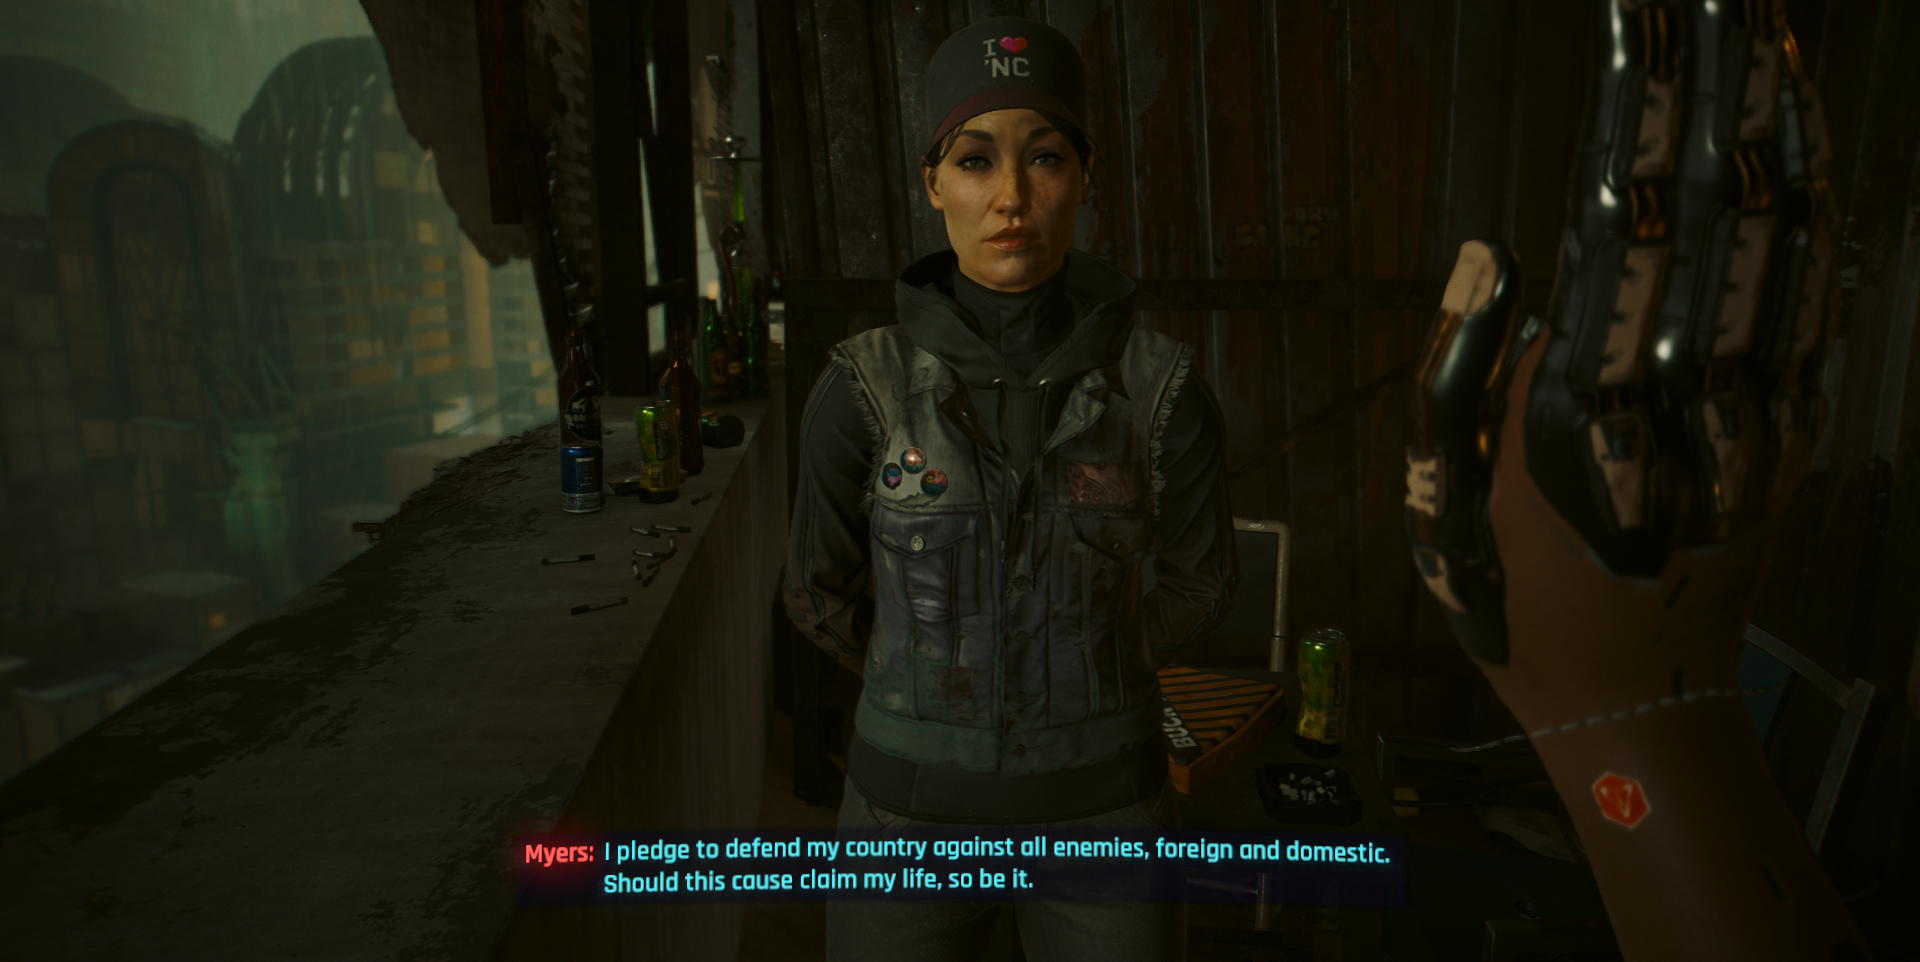 I ❤
'NC
BUCK
Myers: I pledge to defend my country against all enemies, foreign and domestic.
Should this cause claim my life, so be it.